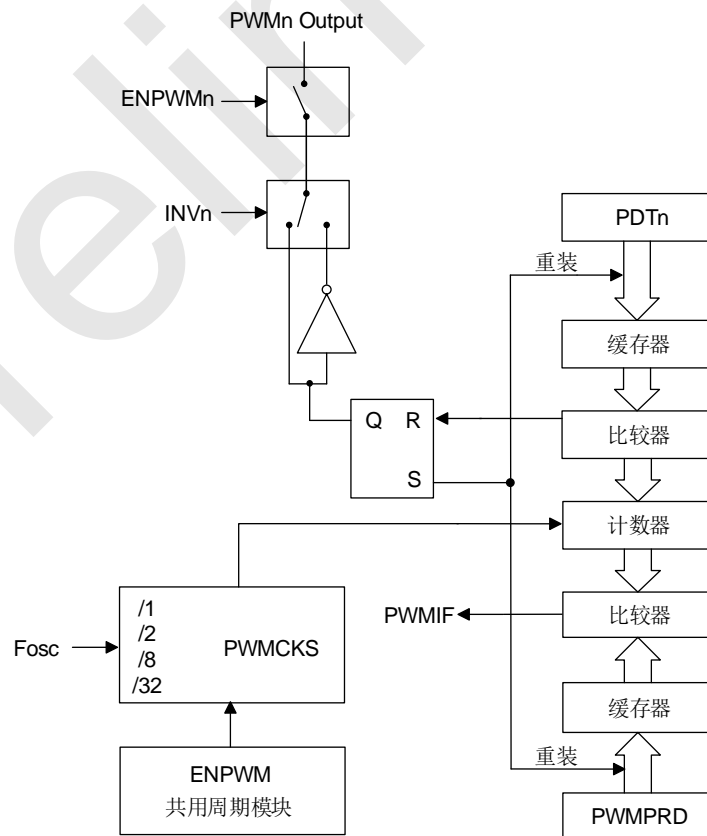 PWMn Output
ENPWMn
INVn
PDTn
重装
缓存器
Q R
比较器
S
计数器
/1
/2
/8
/32
PWMCKS
Fosc
PWMIF
比较器
缓存器
ENPWM
共用周期模块
重装
PWMPRD